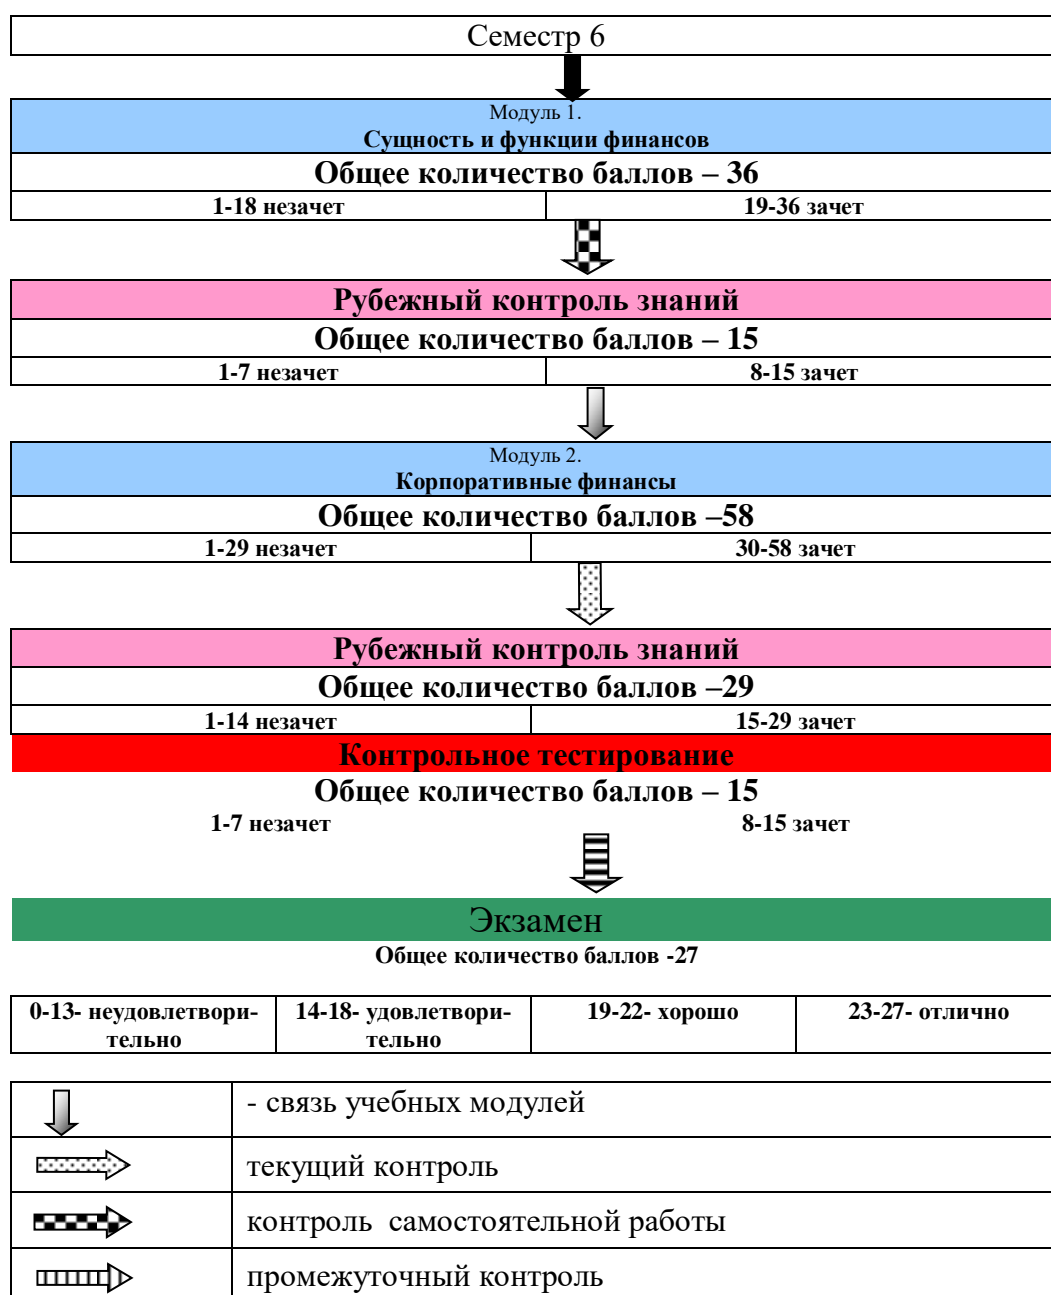 Семестр 6
Модуль 1.
Сущность и функции финансов
Общее количество баллов – 36
1-18 незачет 19-36 зачет
Рубежный контроль знаний
Общее количество баллов – 15
1-7 незачет 8-15 зачет
Модуль 2.
Корпоративные финансы
Общее количество баллов –58
1-29 незачет 30-58 зачет
Рубежный контроль знаний
Общее количество баллов –29
1-14 незачет 15-29 зачет
Контрольное тестирование
Общее количество баллов – 15
1-7 незачет 8-15 зачет
Экзамен
Общее количество баллов -27
0-13- неудовлетвори-
тельно
14-18- удовлетвори-
тельно
19-22- хорошо
23-27- отлично
- связь учебных модулей
текущий контроль
контроль самостоятельной работы
промежуточный контроль